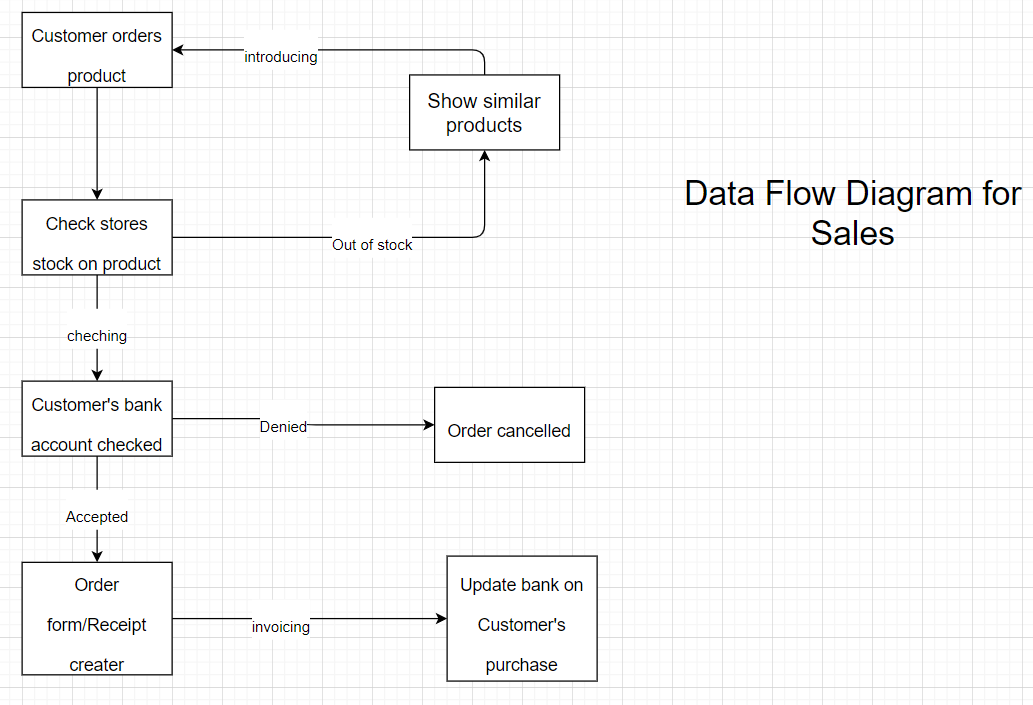 Customer orders
product
introducing
Show similar
products
Data Flow Diagram for
Sales
Check stores
stock on product
Out of stock
cheching
Customer's bank
account checked
Denied
Order cancelled
Accepted
Order
form/Receipt
creater
invoicing
Update bank on
Customer's
purchase